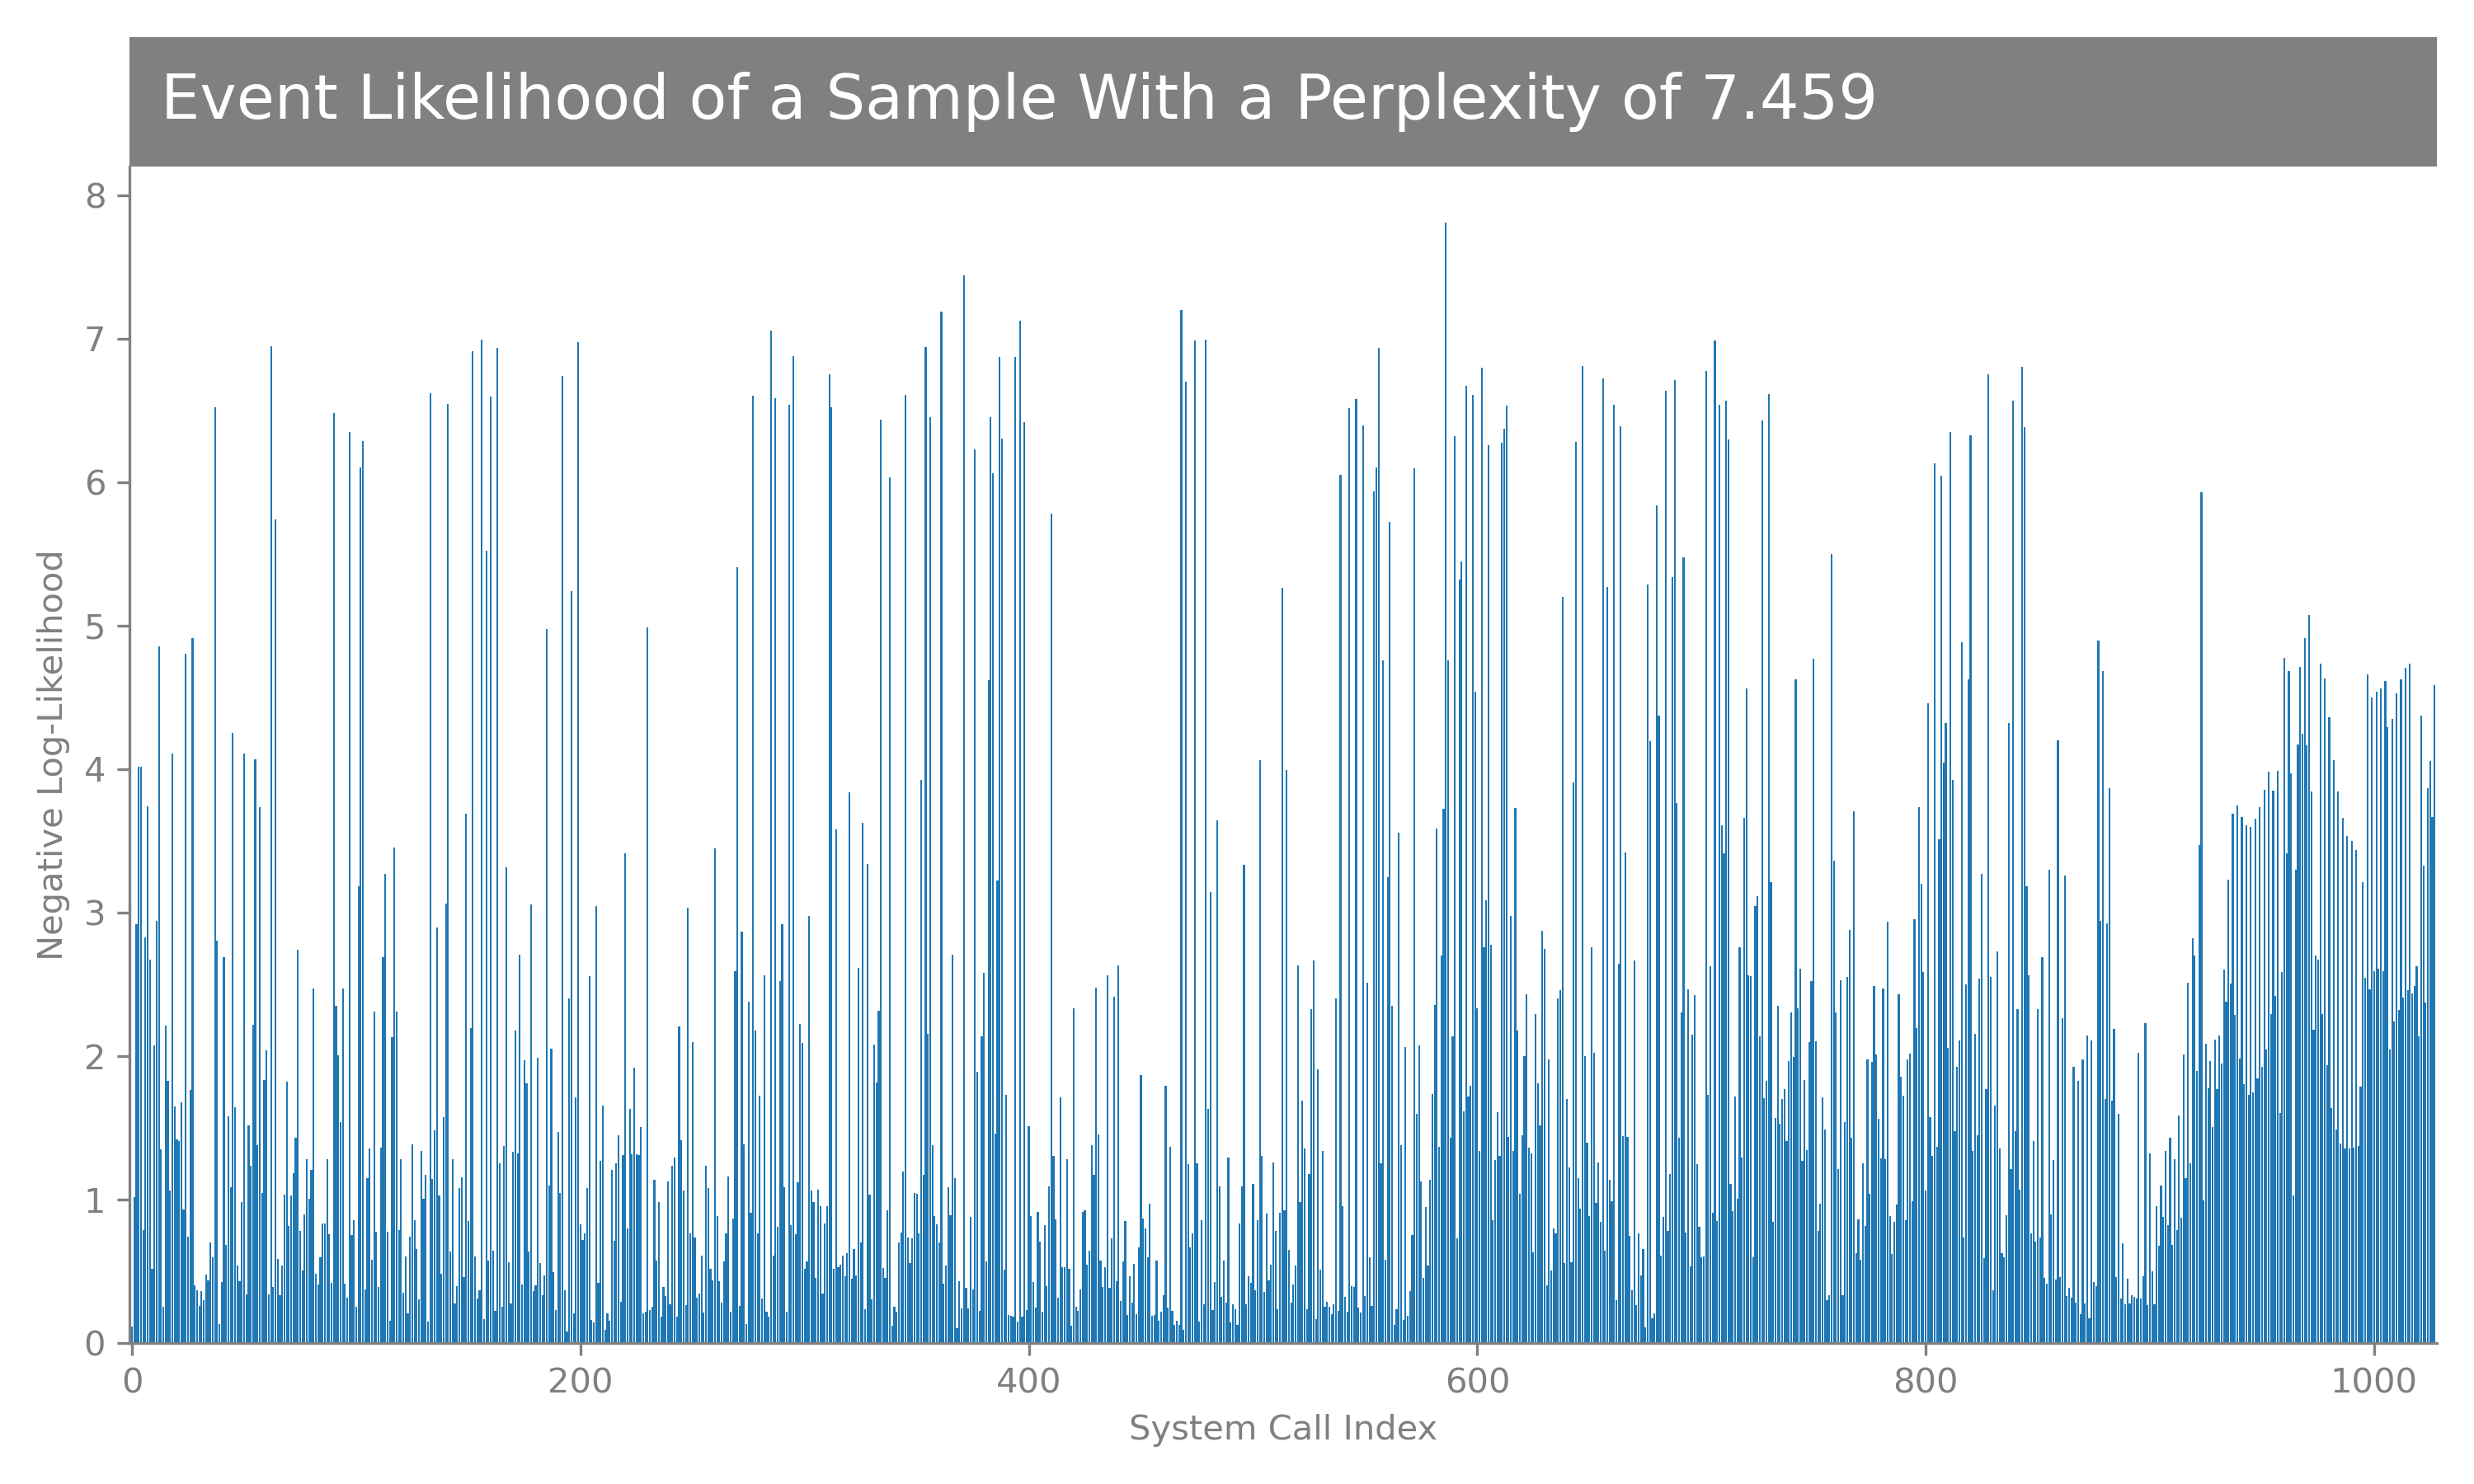 Event Likelihood of a Sample With a Perplexity of 7.459
8
7
6
5
4
3
2
1
0
Negative Log-Likelihood
0 200 400 600 800 1000
System Call Index